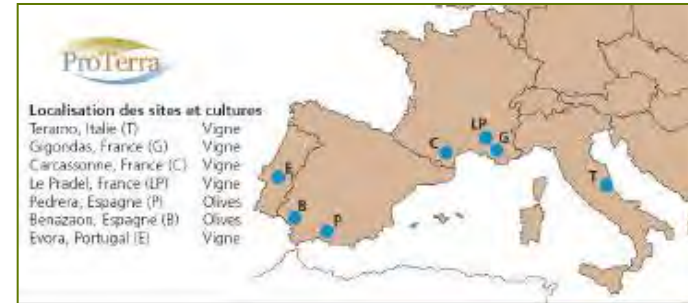 ProTerra
Localisation des sites et cultures
Teramo, Italie (T) Vigne
Gigondas, France (G) Vigne
Carcassonne, France (C) Vigne
Le Pradel, France (LP) Vigne
Pedrera, Espagne (P) Olives
Benazaon, Espagne (B) Olives
Evora, Portugal (E) Vigne
LP
C
G
E
T
B
P